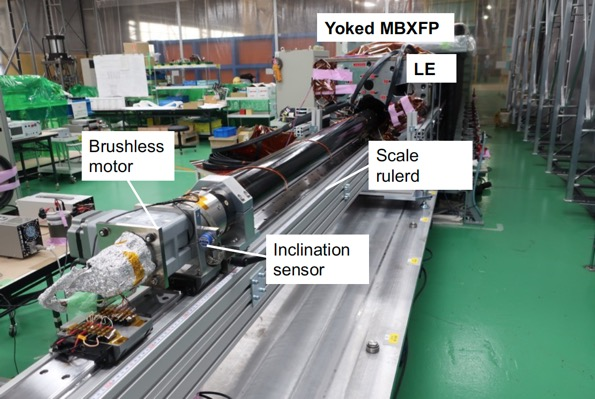 Yoked MBXFP
LE
Brushless
motor
Scale
rulerd
Inclination
sensor